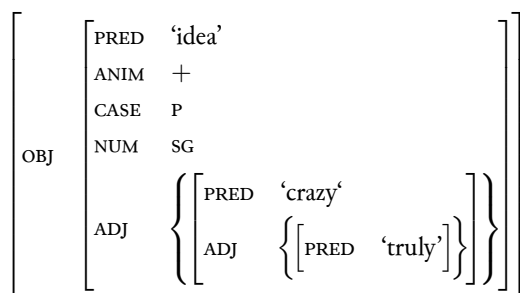 PRED ‘idea’
ANIM +
CASE P
NUM SG
OBJ
PRED ‘crazy‘
ADJ
ADJ {[PRED ‘truly’]}